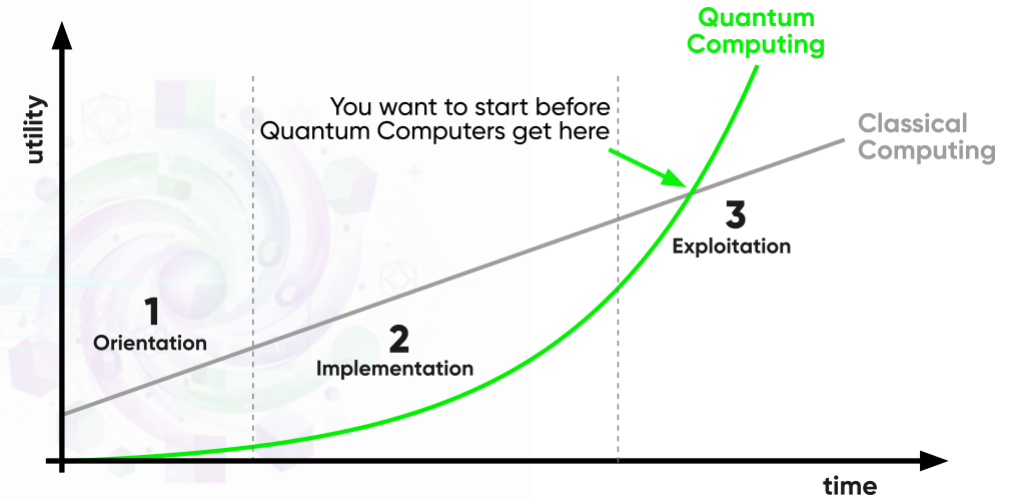 Quantum
Computing
utility
You want to start before
Quantum Computers get here
Classical
Computing
3
Exploitation
1
Orientation
2
Implementation
time